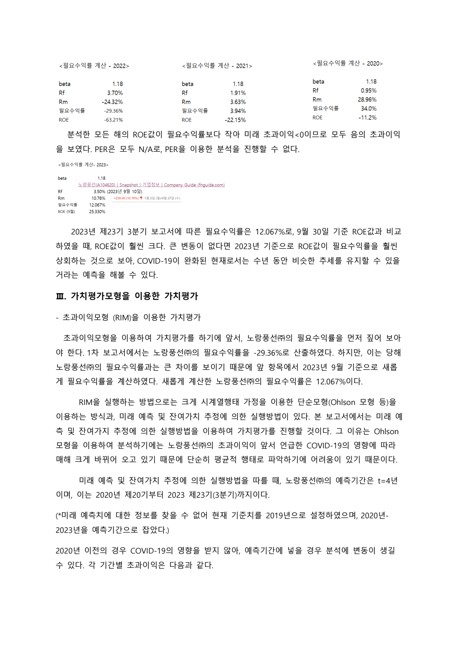 <필요수익률 계산 - 2022> <필요수익률 계산 - 2021> <필요수익률 계산 - 2020>
beta 1.18 beta 1.18 beta 1.18
Rf 3.70% Rf 1.91% Rf 0.95%
Rm -24.32% Rm 3.63% Rm 28.96%
필요수익률 -29.36% 필요수익률 3.94% 필요수익률 34.0%
ROE -63.21% ROE -22.15% ROE -11.2%
분석한 모든 해의 ROE값이 필요수익률보다 작아 미래 초과이익<0이므로 모두 음의 초과이익
을 보였다. PER은 모두 N/A로, PER을 이용한 분석을 진행할 수 없다.
<필요수익률 계산- 2023>
beta 1.18
노랑풍선(A104620) | Snapshot | 기업정보 | Company Guide (fnguide.com)
Rf 3.80% (2023년 9월 10일)
Rm 10.76%
필요수익률 12.067%
ROE (9월) 25.593%
2023년 제23기 3분기 보고서에 따른 필요수익률은 12.067%로, 9월 30일 기준 ROE값과 비교
하였을 때, ROE값이 훨씬 크다. 큰 변동이 없다면 2023년 기준으로 ROE값이 필요수익률을 훨씬
상회하는 것으로 보아, COVID-19이 완화된 현재로서는 수년 동안 비슷한 추세를 유지할 수 있을
거라는 예측을 해볼 수 있다.
Ⅲ. 가치평가모형을 이용한 가치평가
- 초과이익모형 (RIM)을 이용한 가치평가
초과이익모형을 이용하여 가치평가를 하기에 앞서, 노랑풍선㈜의 필요수익률을 먼저 짚어 보아
야 한다. 1차 보고서에서는 노랑풍선㈜의 필요수익률을 -29.36%로 산출하였다. 하지만, 이는 당해
노랑풍선㈜의 필요수익률과는 큰 차이를 보이기 때문에 앞 항목에서 2023년 9월 기준으로 새롭
게 필요수익률을 계산하였다. 새롭게 계산한 노랑풍선㈜의 필요수익률은 12.067%이다.
RIM을 실행하는 방법으로는 크게 시계열행태 가정을 이용한 단순모형(Ohlson 모형 등)을
이용하는 방식과, 미래 예측 및 잔여가치 추정에 의한 실행방법이 있다. 본 보고서에서는 미래 예
측 및 잔여가치 추정에 의한 실행방법을 이용하여 가치평가를 진행할 것이다. 그 이유는 Ohlson
모형을 이용하여 분석하기에는 노랑풍선㈜의 초과이익이 앞서 언급한 COVID-19의 영향에 따라
매해 크게 바뀌어 오고 있기 때문에 단순히 평균적 행태로 파악하기에 어려움이 있기 때문이다.
미래 예측 및 잔여가치 추정에 의한 실행방법을 따를 때, 노랑풍선㈜의 예측기간은 t=4년
이며, 이는 2020년 제20기부터 2023 제23기(3분기)까지이다.
(*미래 예측치에 대한 정보를 찾을 수 없어 현재 기준치를 2019년으로 설정하였으며, 2020년-
2023년을 예측기간으로 잡았다.)
2020년 이전의 경우 COVID-19의 영향을 받지 않아, 예측기간에 넣을 경우 분석에 변동이 생길
수 있다. 각 기간별 초과이익은 다음과 같다.